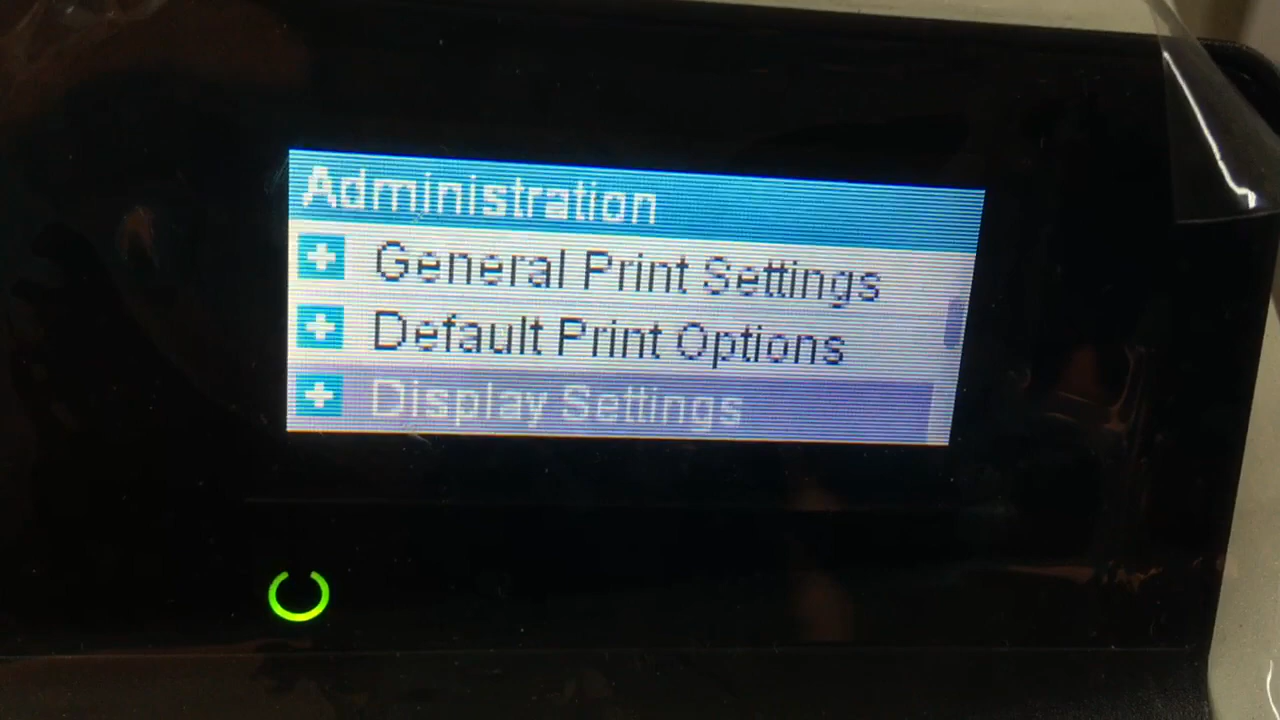 Administration
General Print Settings
Default Print Options
Display Settings